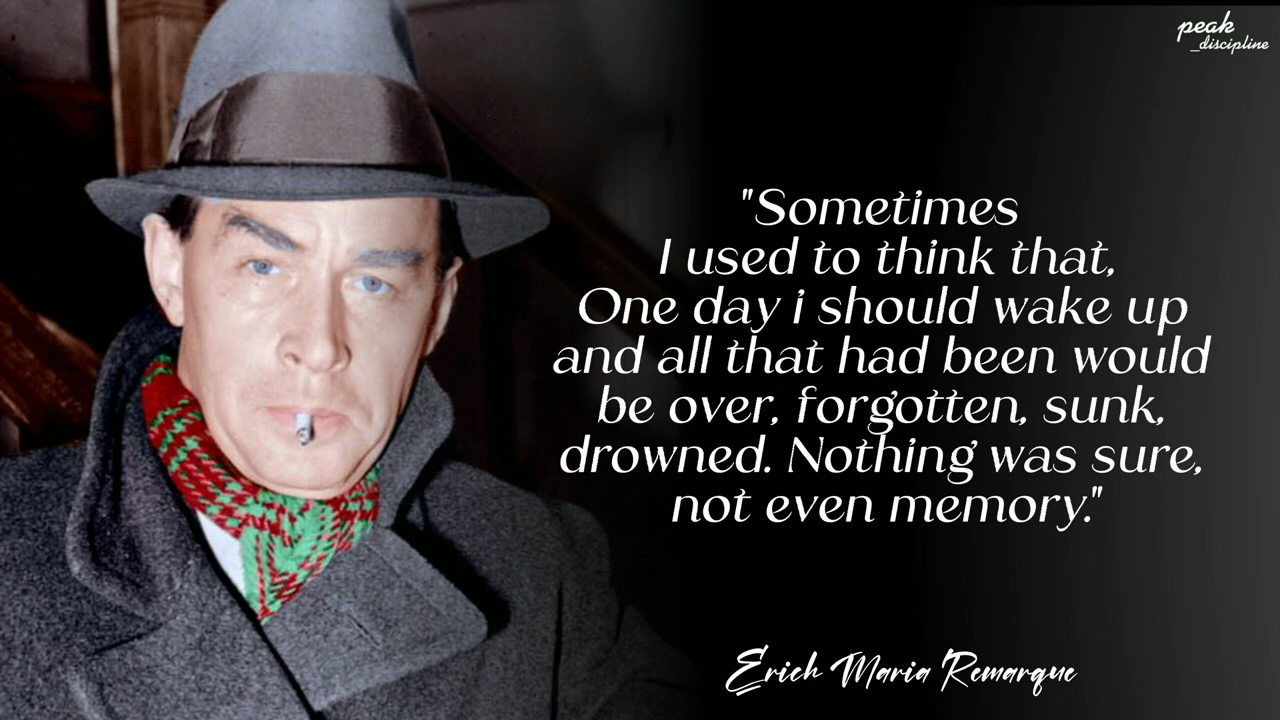 peak
_discipline
"Sometimes
I used to think that,
One day i should wake up
and all that had been would
be over, forgotten, sunk,
drowned. Nothing was sure,
not even memory."
Erich Maria Remarque